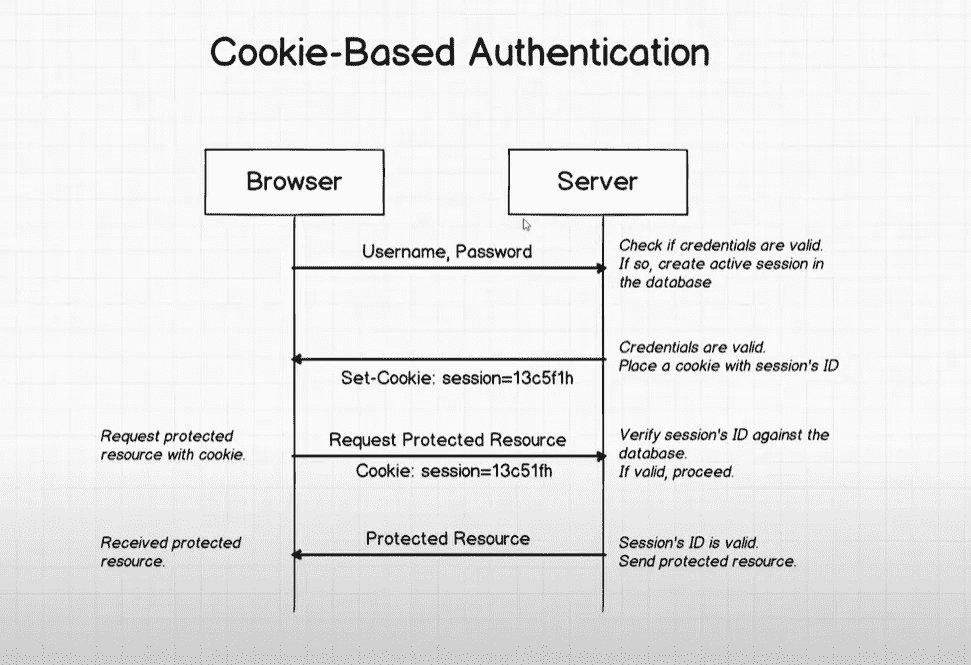 Cookie-Based Authentication
Browser
Server
Username, Password
Check if credentials are valid.
If so, create active session in
the database
Credentials are valid.
Place a cookie with session's ID
Set-Cookie: session=13c5f1h
Request protected
resource with cookie.
Request Protected Resource
Cookie: session=13c51fh
Verify session's ID against the
database.
If valid, proceed.
Received protected
resource.
Protected Resource
Session's ID is valid.
Send protected resource.